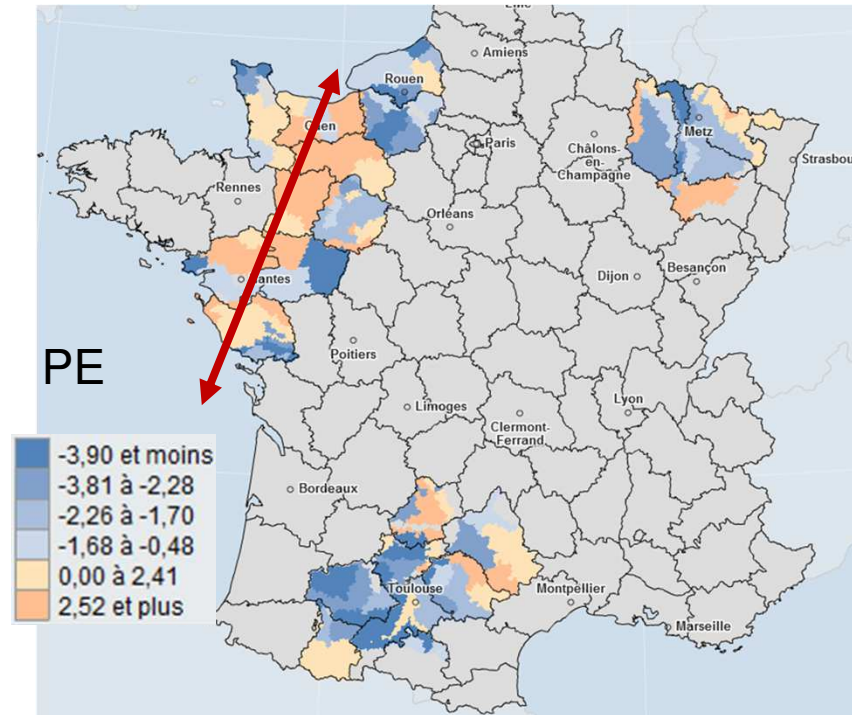 Amiens
Rouen
Caen
Paris
Metz
Châlons-
en-
Champagne
Strasbou
Rennes
Orléans
Nantes
Dijon
Besançon
Poitiers
PE
Limoges
Clermont-
Ferrand
Lyon
-3,90 et moins
-3,81 à -2,28
-2,26 à -1,70
-1,68 à -0,48
0,00 à 2,41
2,52 et plus
Bordeaux
Toulouse
Montpellier
Marseille